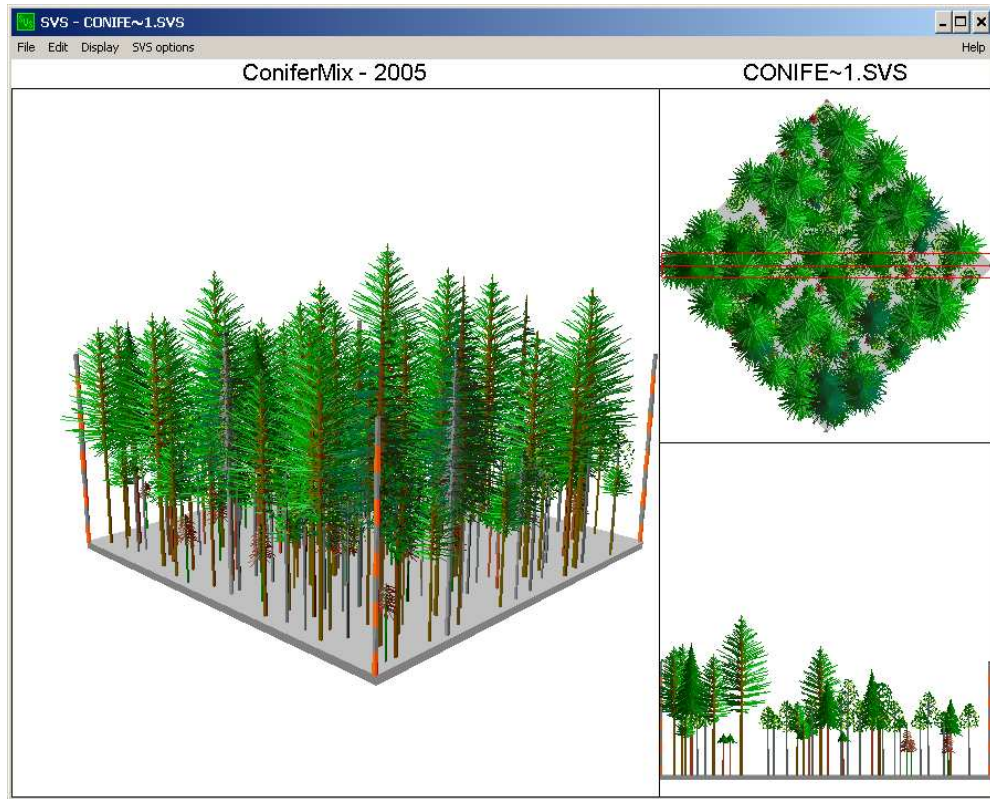 SVS - CONIFE~1.SVS
File Edit Display SVS options Help
ConiferMix - 2005
CONIFE~1.SVS